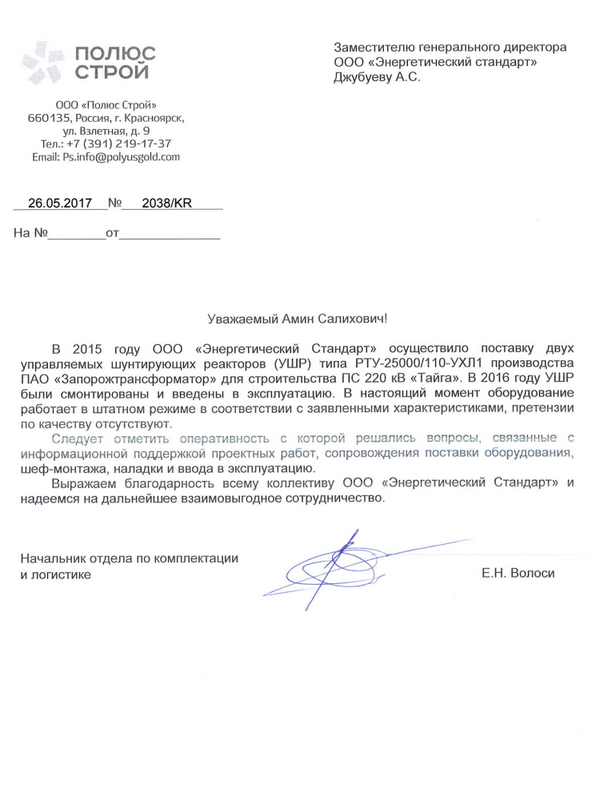 ПОЛЮС
СТРОЙ
Заместителю генерального директора
ООО «Энергетический стандарт»
Джубуеву А.С.
ООО «Полюс Строй»
660135, Россия, г. Красноярск,
ул. Взлетная, д. 9
Тел.: +7 (391) 219-17-37
Email: Ps.info@polyusgold.com
26.05.2017 № 2038/KR
На №________от______________
Уважаемый Амин Салихович!
В 2015 году ООО «Энергетический Стандарт» осуществило поставку двух
управляемых шунтирующих реакторов (УШР) типа РТУ-25000/110-УХЛ1 производства
ПАО «Запорожтрансформатор» для строительства ПС 220 кВ «Тайга». В 2016 году УШР
были смонтированы и введены в эксплуатацию. В настоящий момент оборудование
работает в штатном режиме в соответствии с заявленными характеристиками, претензии
по качеству отсутствуют.
Следует отметить оперативность с которой решались вопросы, связанные с
информационной поддержкой проектных работ, сопровождения поставки оборудования,
шеф-монтажа, наладки и ввода в эксплуатацию.
Выражаем благодарность всему коллективу ООО «Энергетический Стандарт» и
надеемся на дальнейшее взаимовыгодное сотрудничество.
Начальник отдела по комплектации
и логистике
Е.Н. Волоси